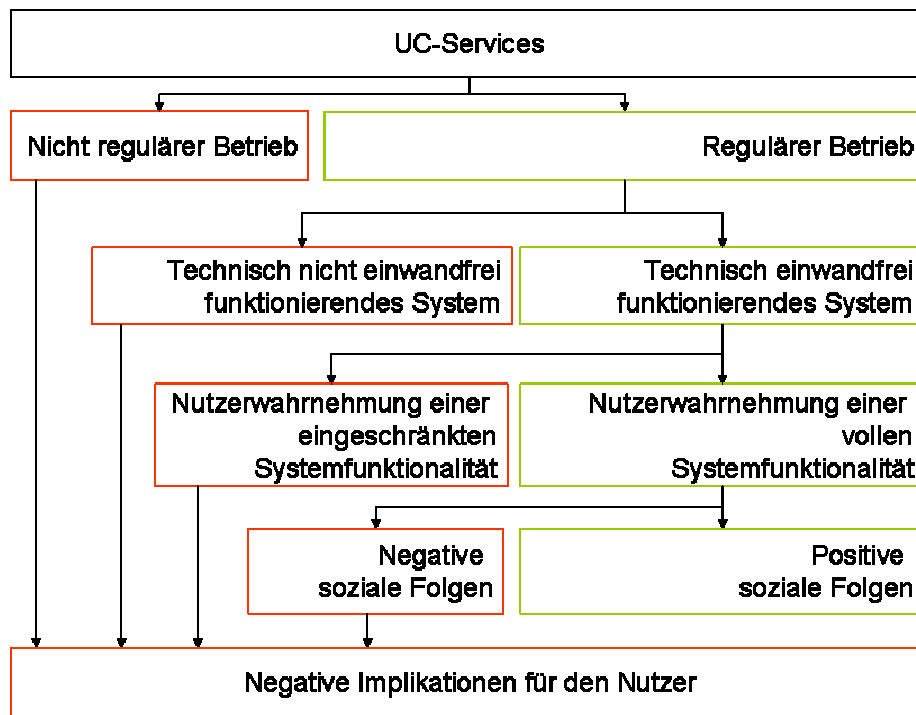 UC-Services
Nicht regulärer Betrieb
Regulärer Betrieb
Technisch nicht einwandfrei
funktionierendes System
Technisch einwandfrei
funktionierendes System
Nutzerwahrnehmung einer
eingeschränkten
Systemfunktionalität
Nutzerwahrnehmung einer
vollen
Systemfunktionalität
Negative
soziale Folgen
Positive
soziale Folgen
Negative Implikationen für den Nutzer